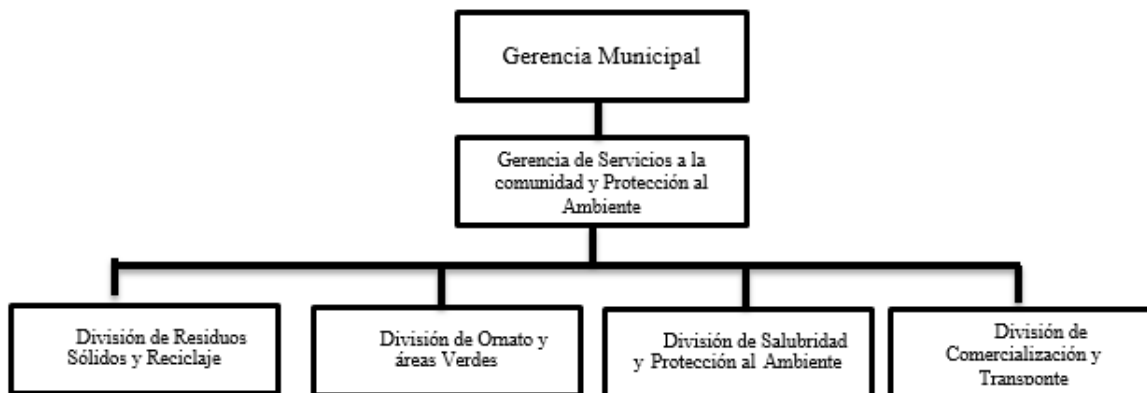 Gerencia Municipal
Gerencia de Servicios a la
comunidad y Protección al
Ambiente
División de Residuos
Sólidos y Reciclaje
División de Ornato y
áreas Verdes
División de Salubridad
y Protección al Ambiente
División de
Comercialización y
Transponte